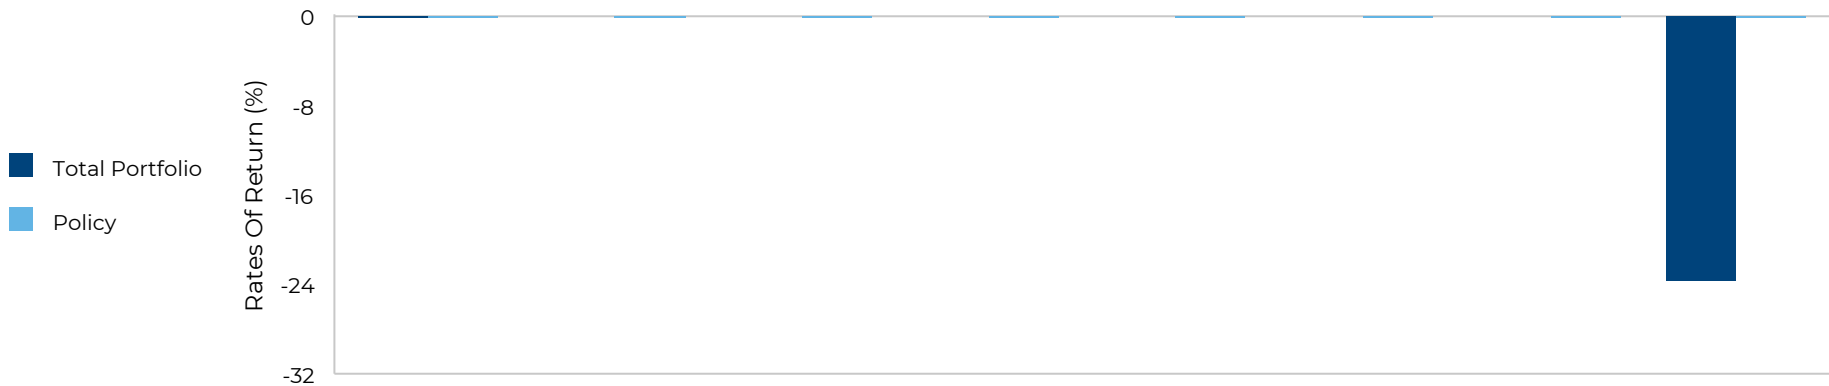 Total Portfolio
Policy
Rates Of Return (%)
0
-8
-16
-24
-32